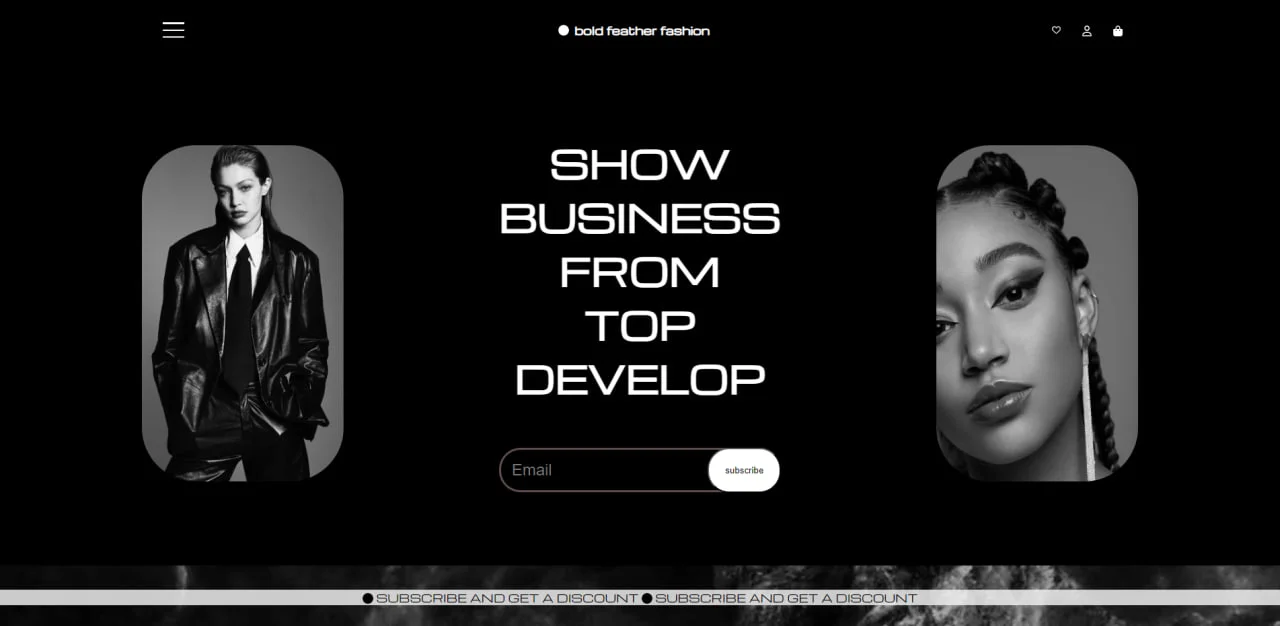 bold feather fashion
SHOW
BUSINESS
FROM
TOP
DEVELOP
Email
subscribe
SUBSCRIBE AND GET A DISCOUNT SUBSCRIBE AND GET A DISCOUNT